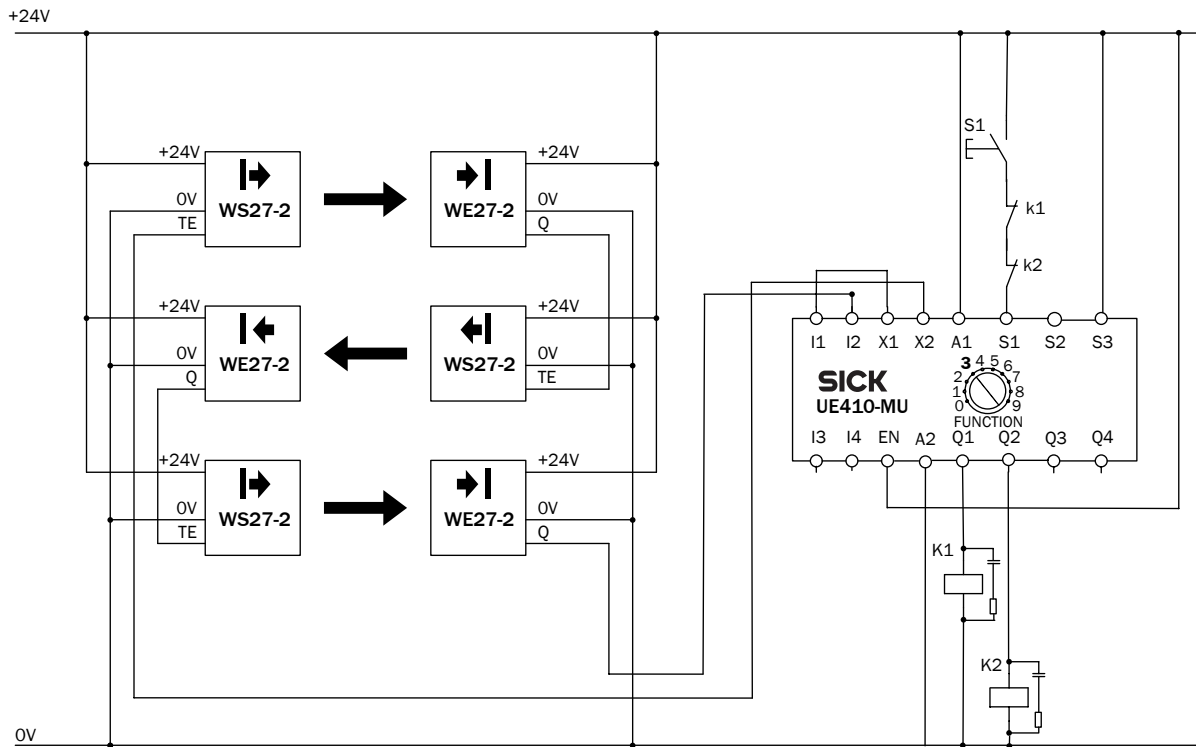 +24V
S1
k1
k2
+24V
0V
TE
WS27-2
+24V
0V
Q
WE27-2
+24V
0V
Q
WE27-2
+24V
0V
TE
WS27-2
+24V
0V
TE
WS27-2
+24V
0V
Q
WE27-2
I1 I2 X1 X2 A1 S1 S2 S3
SICK
UE410-MU
0 1 2 3 4 5 6 7 8 9
FUNCTION
I3 I4 EN A2 Q1 Q2 Q3 Q4
K1
K2
0V